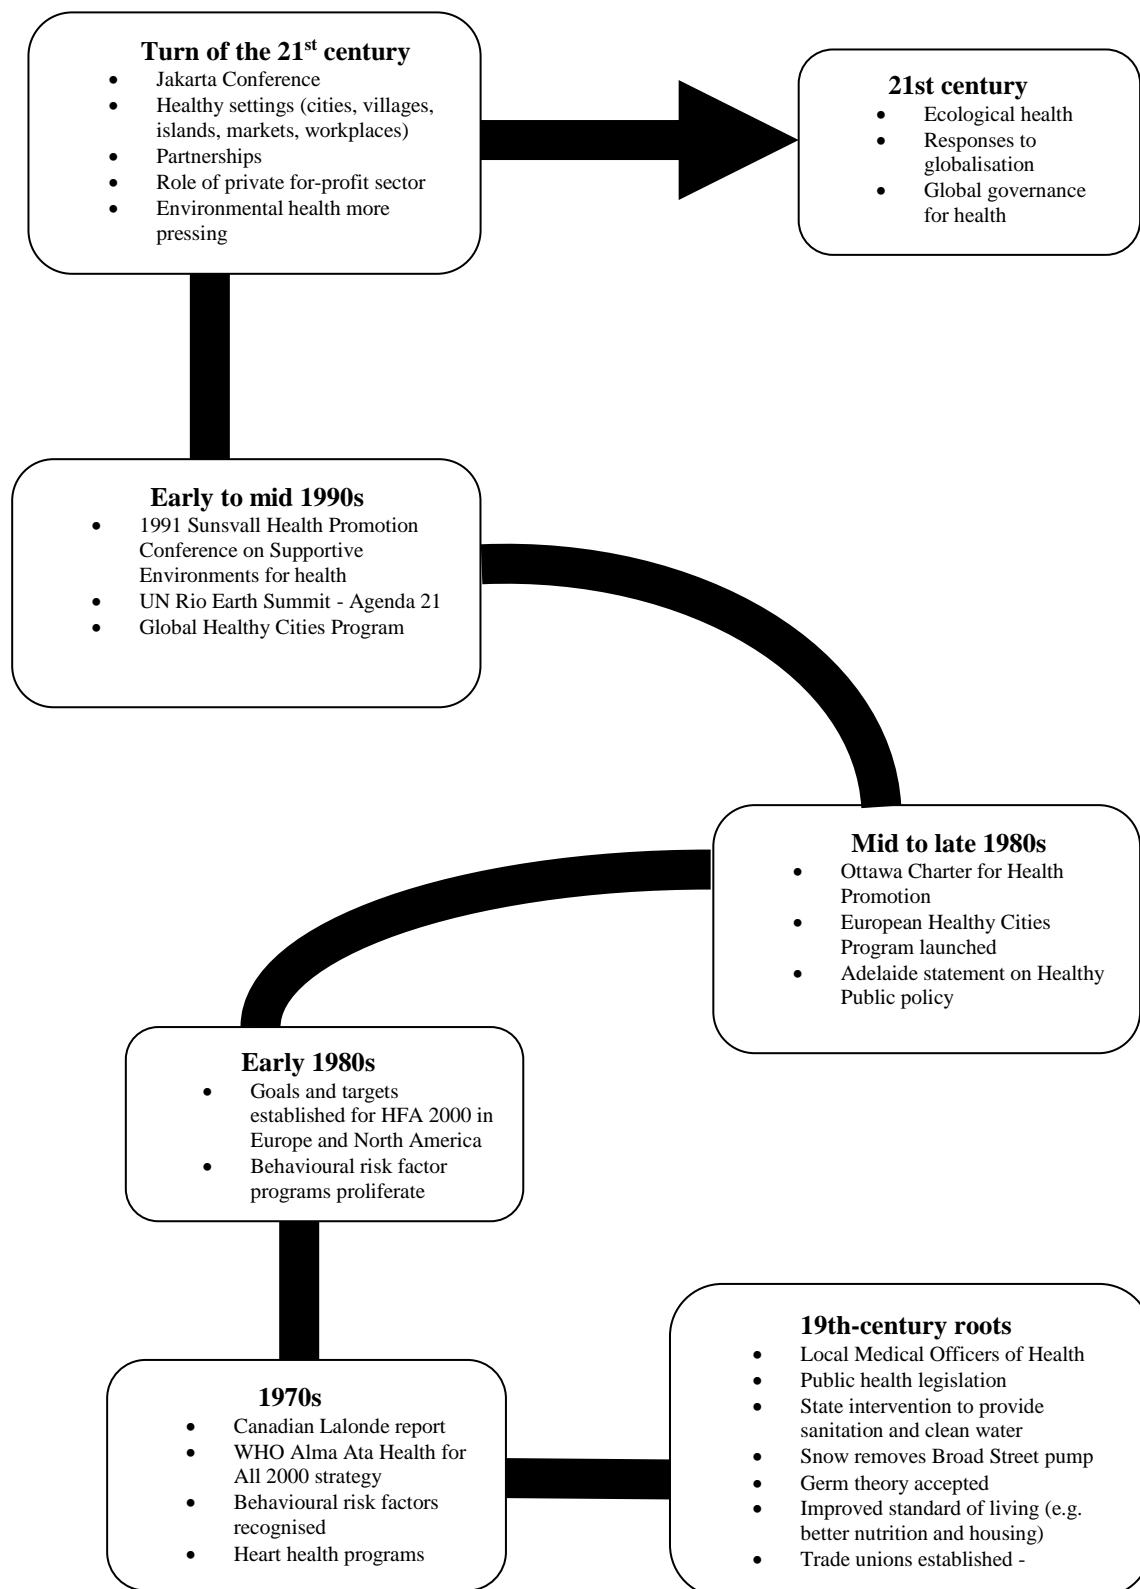 Turn of the 21st century
• Jakarta Conference
• Healthy settings (cities, villages,
islands, markets, workplaces)
• Partnerships
• Role of private for-profit sector
• Environmental health more
pressing
21st century
• Ecological health
• Responses to
globalisation
• Global governance
for health
Early to mid 1990s
• 1991 Sunsvall Health Promotion
Conference on Supportive
Environments for health
• UN Rio Earth Summit - Agenda 21
• Global Healthy Cities Program
Mid to late 1980s
• Ottawa Charter for Health
Promotion
• European Healthy Cities
Program launched
• Adelaide statement on Healthy
Public policy
Early 1980s
• Goals and targets
established for HFA 2000 in
Europe and North America
• Behavioural risk factor
programs proliferate
1970s
• Canadian Lalonde report
• WHO Alma Ata Health for
All 2000 strategy
• Behavioural risk factors
recognised
• Heart health programs
19th-century roots
• Local Medical Officers of Health
• Public health legislation
• State intervention to provide
sanitation and clean water
• Snow removes Broad Street pump
• Germ theory accepted
• Improved standard of living (e.g.
better nutrition and housing)
• Trade unions established -